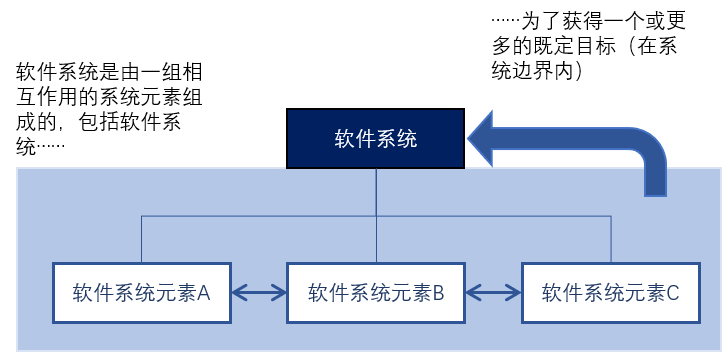 软件系统是由一组相
互作用的系统元素组
成的，包括软件系
统……
……为了获得一个或更
多的既定目标（在系
统边界内）
软件系统
软件系统元素A
软件系统元素B
软件系统元素C